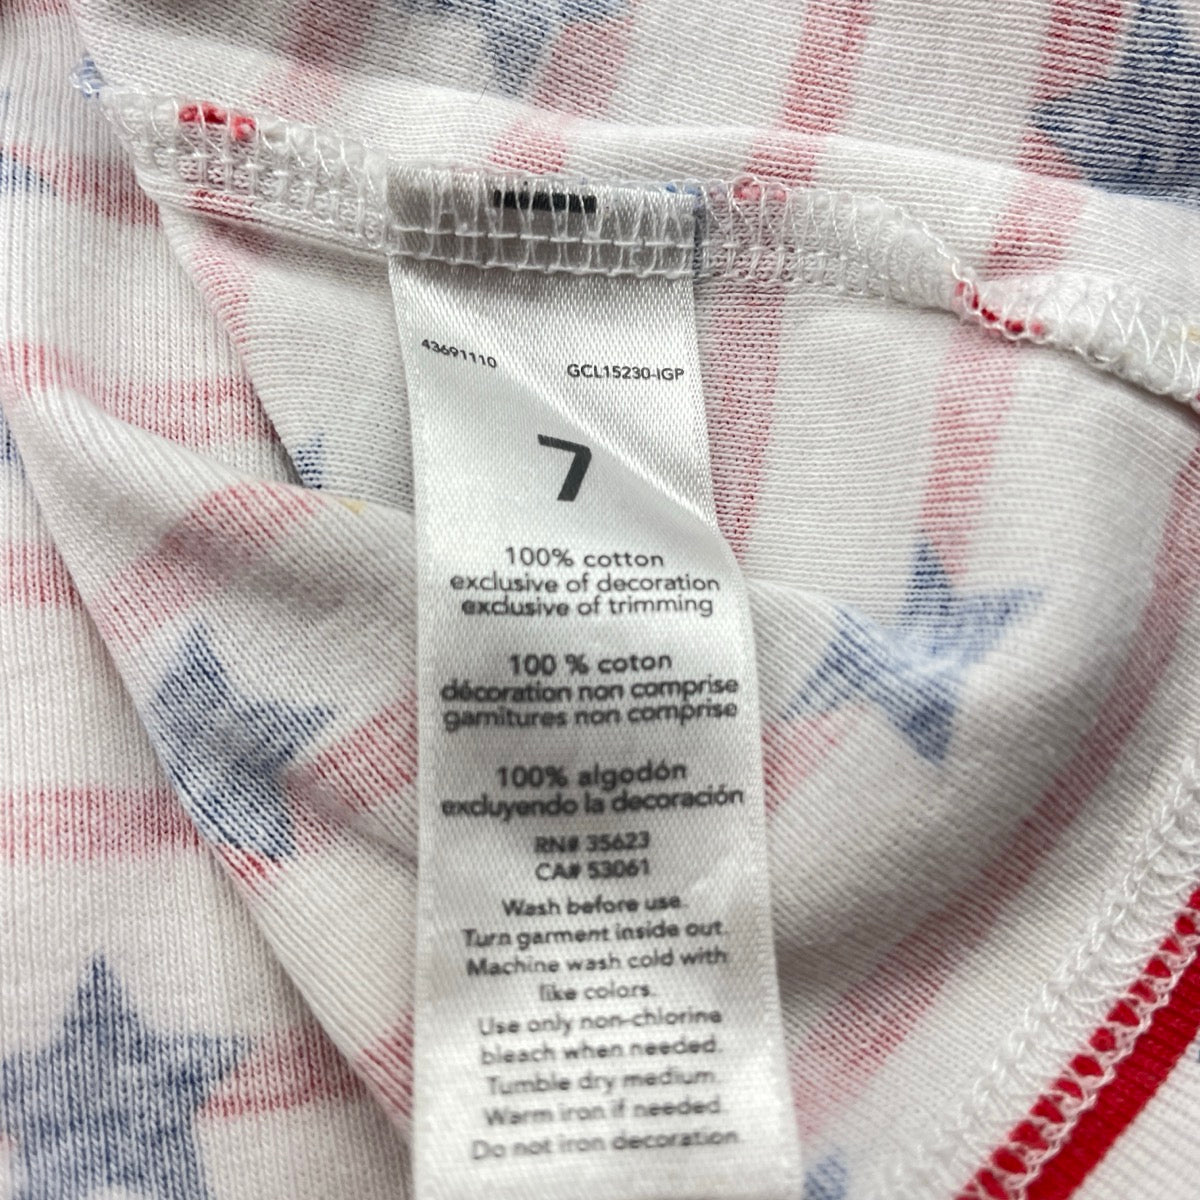 43691110
GCL15230-IGP
7
100% cotton
exclusive of decoration
exclusive of trimming
100 % coton
décoration non comprise
garnitures non comprise
100% algodón
excluyendo la decoración
RN# 35623
CA# 53061
Wash before use.
Turn garment inside out.
Machine wash cold with
like colors.
Use only non-chlorine
bleach when needed.
Tumble dry medium.
Warm iron if needed.
Do not iron decoration.